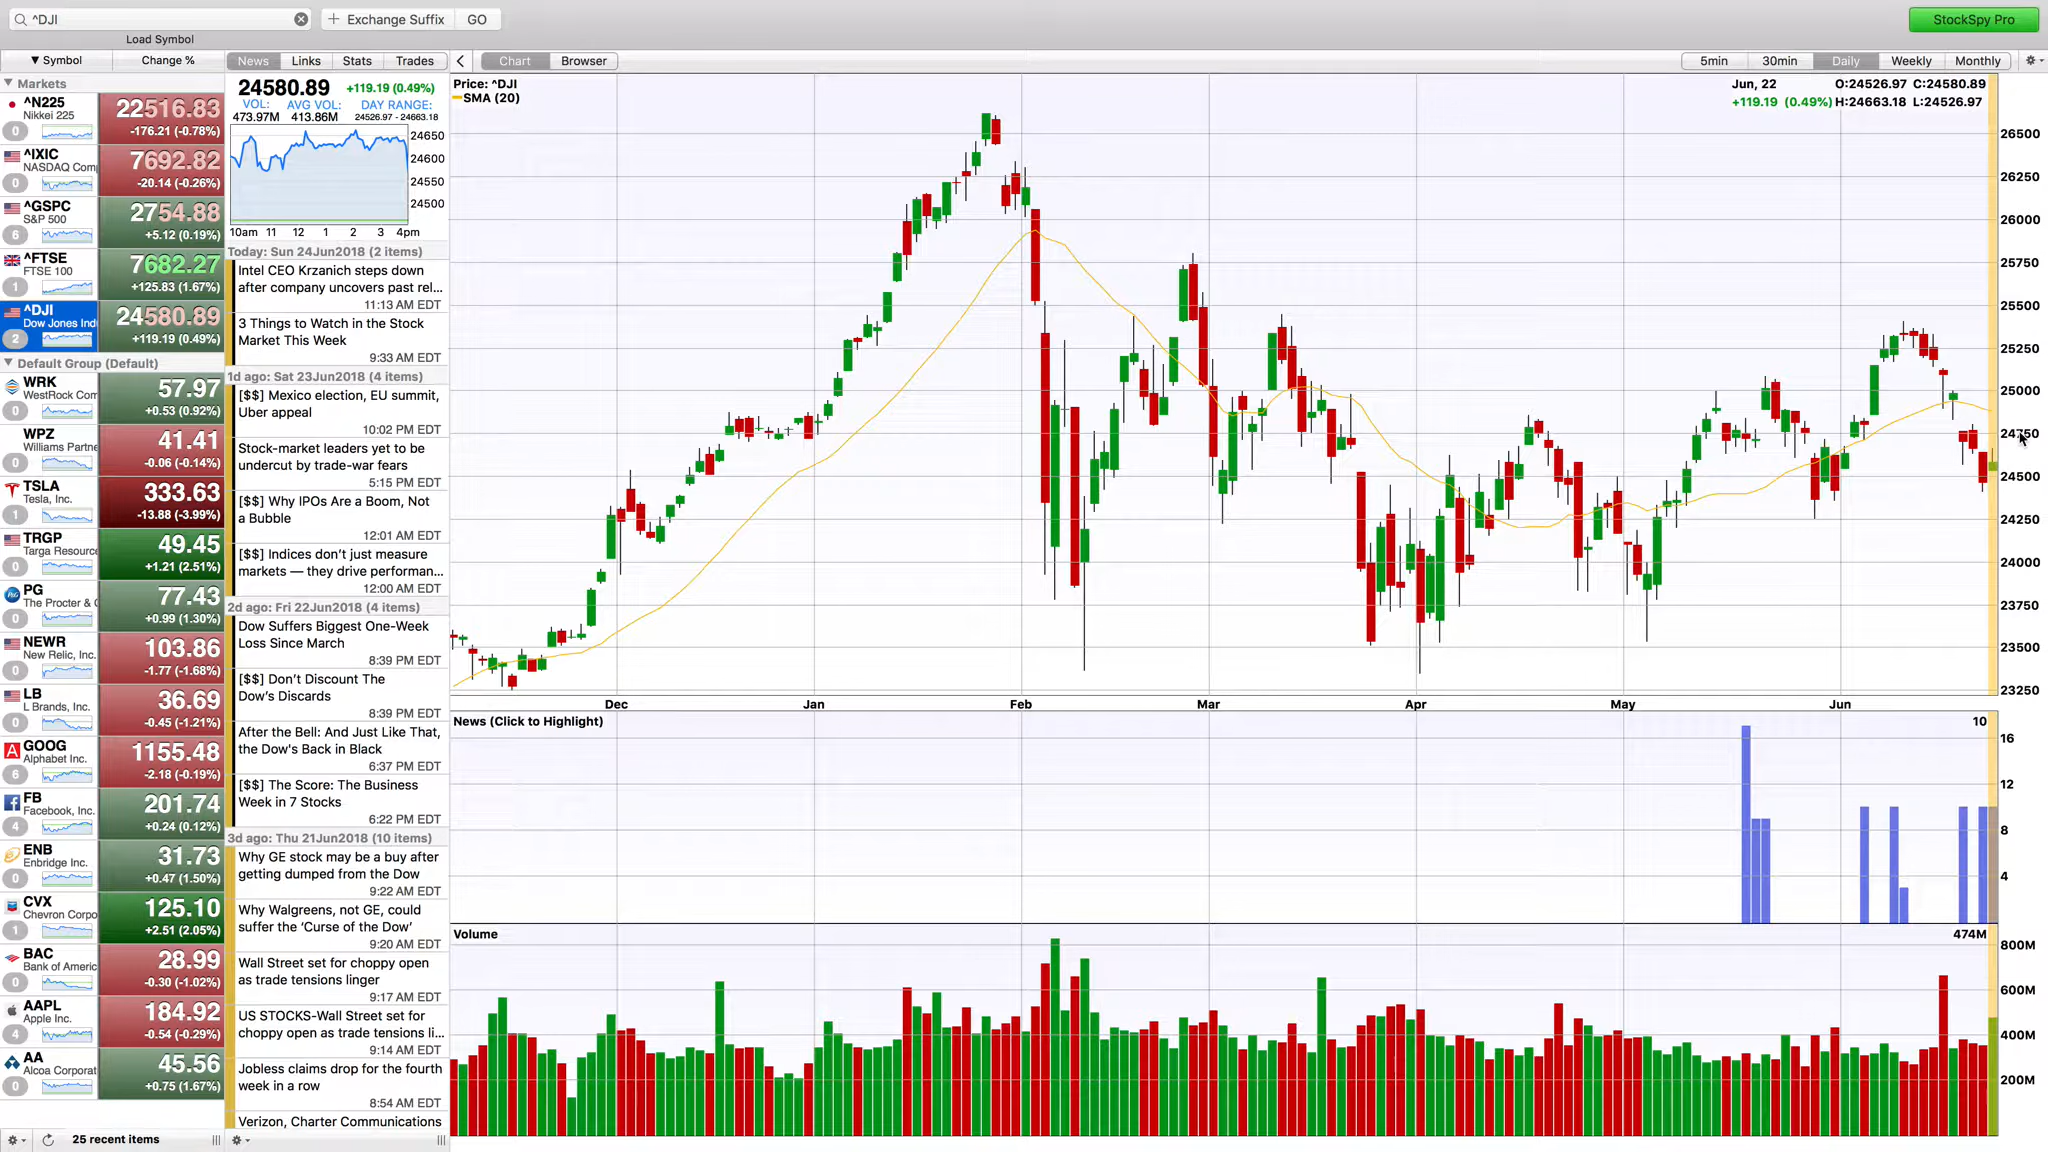 ^DJI
+ Exchange Suffix
GO
StockSpy Pro
Load Symbol
▼ Symbol
Change %
News
Links
Stats
Trades
Chart
Browser
5min
30min
Daily
Weekly
Monthly
Markets
^N225
Nikkei 225
0
22516.83
-176.21 (-0.78%)
^IXIC
NASDAQ Com
0
7692.82
-20.14 (-0.26%)
^GSPC
S&P 500
6
2754.88
+5.12 (0.19%)
^FTSE
FTSE 100
1
7682.27
+125.83 (1.67%)
^DJI
Dow Jones Indi
2
24580.89
+119.19 (0.49%)
Default Group (Default)
WRK
WestRock Com
0
57.97
+0.53 (0.92%)
WPZ
Williams Partne
0
41.41
-0.06 (-0.14%)
TSLA
Tesla, Inc.
1
333.63
-13.88 (-3.99%)
TRGP
Targa Resource
0
49.45
+1.21 (2.51%)
PG
The Procter & G
0
77.43
+0.99 (1.30%)
NEWR
New Relic, Inc.
0
103.86
-1.77 (-1.68%)
LB
L Brands, Inc.
0
36.69
-0.45 (-1.21%)
GOOG
Alphabet Inc.
6
1155.48
-2.18 (-0.19%)
FB
Facebook, Inc.
4
201.74
+0.24 (0.12%)
ENB
Enbridge Inc.
0
31.73
+0.47 (1.50%)
CVX
Chevron Corpo
1
125.10
+2.51 (2.05%)
BAC
Bank of Americ
0
28.99
-0.30 (-1.02%)
AAPL
Apple Inc.
4
184.92
-0.54 (-0.29%)
AA
Alcoa Corporat
0
45.56
+0.75 (1.67%)
25 recent items
24580.89 +119.19 (0.49%)
VOL: AVG VOL: DAY RANGE:
473.97M 413.86M 24526.97 - 24663.18
24650
24600
24550
24500
10am 11 12 1 2 3 4pm
Today: Sun 24Jun2018 (2 items)
Intel CEO Krzanich steps down
after company uncovers past rel...
11:13 AM EDT
3 Things to Watch in the Stock
Market This Week
9:33 AM EDT
1d ago: Sat 23Jun2018 (4 items)
[$$] Mexico election, EU summit,
Uber appeal
10:02 PM EDT
Stock-market leaders yet to be
undercut by trade-war fears
5:15 PM EDT
[$$] Why IPOs Are a Boom, Not
a Bubble
12:01 AM EDT
[$$] Indices don’t just measure
markets — they drive performan...
12:00 AM EDT
2d ago: Fri 22Jun2018 (4 items)
Dow Suffers Biggest One-Week
Loss Since March
8:39 PM EDT
[$$] Don’t Discount The
Dow’s Discards
8:39 PM EDT
After the Bell: And Just Like That,
the Dow's Back in Black
6:37 PM EDT
[$$] The Score: The Business
Week in 7 Stocks
6:22 PM EDT
3d ago: Thu 21Jun2018 (10 items)
Why GE stock may be a buy after
getting dumped from the Dow
9:22 AM EDT
Why Walgreens, not GE, could
suffer the ‘Curse of the Dow’
9:20 AM EDT
Wall Street set for choppy open
as trade tensions linger
9:17 AM EDT
US STOCKS-Wall Street set for
choppy open as trade tensions li...
9:14 AM EDT
Jobless claims drop for the fourth
week in a row
8:54 AM EDT
Verizon, Charter Communications
Price: ^DJI
SMA (20)
Jun, 22 O:24526.97 C:24580.89
+119.19 (0.49%) H:24663.18 L:24526.97
26500
26250
26000
25750
25500
25250
25000
24750
24500
24250
24000
23750
23500
23250
Dec Jan Feb Mar Apr May Jun
News (Click to Highlight)
10
16
12
8
4
Volume
474M
800M
600M
400M
200M